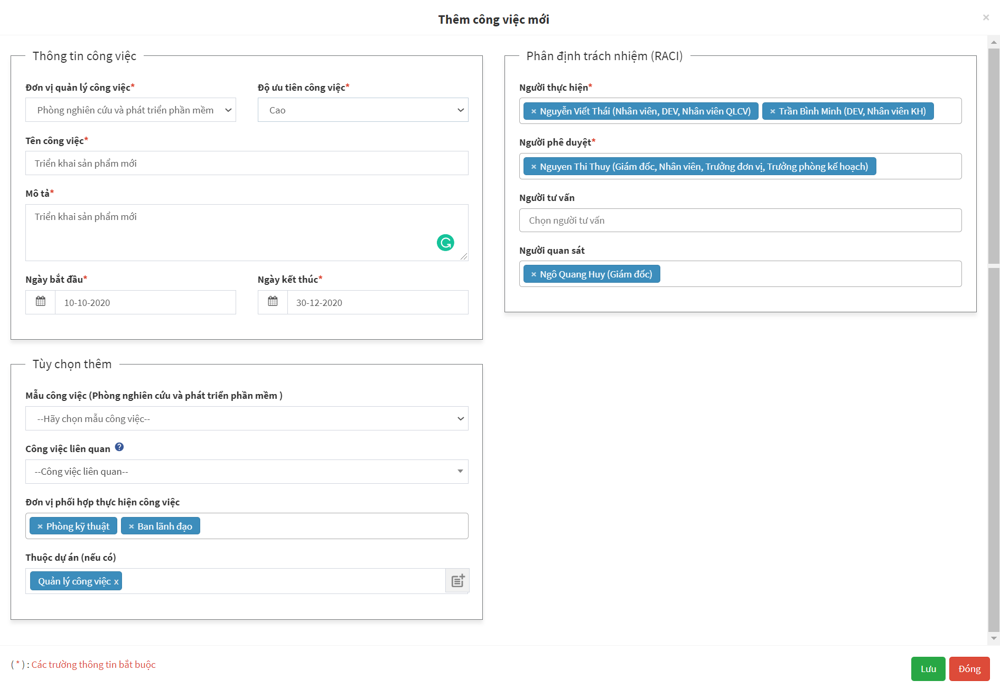 Thêm công việc mới
×
Thông tin công việc
Đơn vị quản lý công việc*
Độ ưu tiên công việc*
Phòng nghiên cứu và phát triển phần mềm
Cao
Tên công việc*
Triển khai sản phẩm mới
Mô tả*
Triển khai sản phẩm mới
Ngày bắt đầu*
Ngày kết thúc*
10-10-2020
30-12-2020
Phân định trách nhiệm (RACI)
Người thực hiện*
× Nguyễn Viết Thái (Nhân viên, DEV, Nhân viên QLCV) × Trần Bình Minh (DEV, Nhân viên KH)
Người phê duyệt*
× Nguyen Thi Thuy (Giám đốc, Nhân viên, Trưởng đơn vị, Trưởng phòng kế hoạch)
Người tư vấn
Chọn người tư vấn
Người quan sát
× Ngô Quang Huy (Giám đốc)
Tùy chọn thêm
Mẫu công việc (Phòng nghiên cứu và phát triển phần mềm )
--Hãy chọn mẫu công việc--
Công việc liên quan ?
--Công việc liên quan--
Đơn vị phối hợp thực hiện công việc
× Phòng kỹ thuật × Ban lãnh đạo
Thuộc dự án (nếu có)
Quản lý công việc x
( * ) : Các trường thông tin bắt buộc
Lưu
Đóng